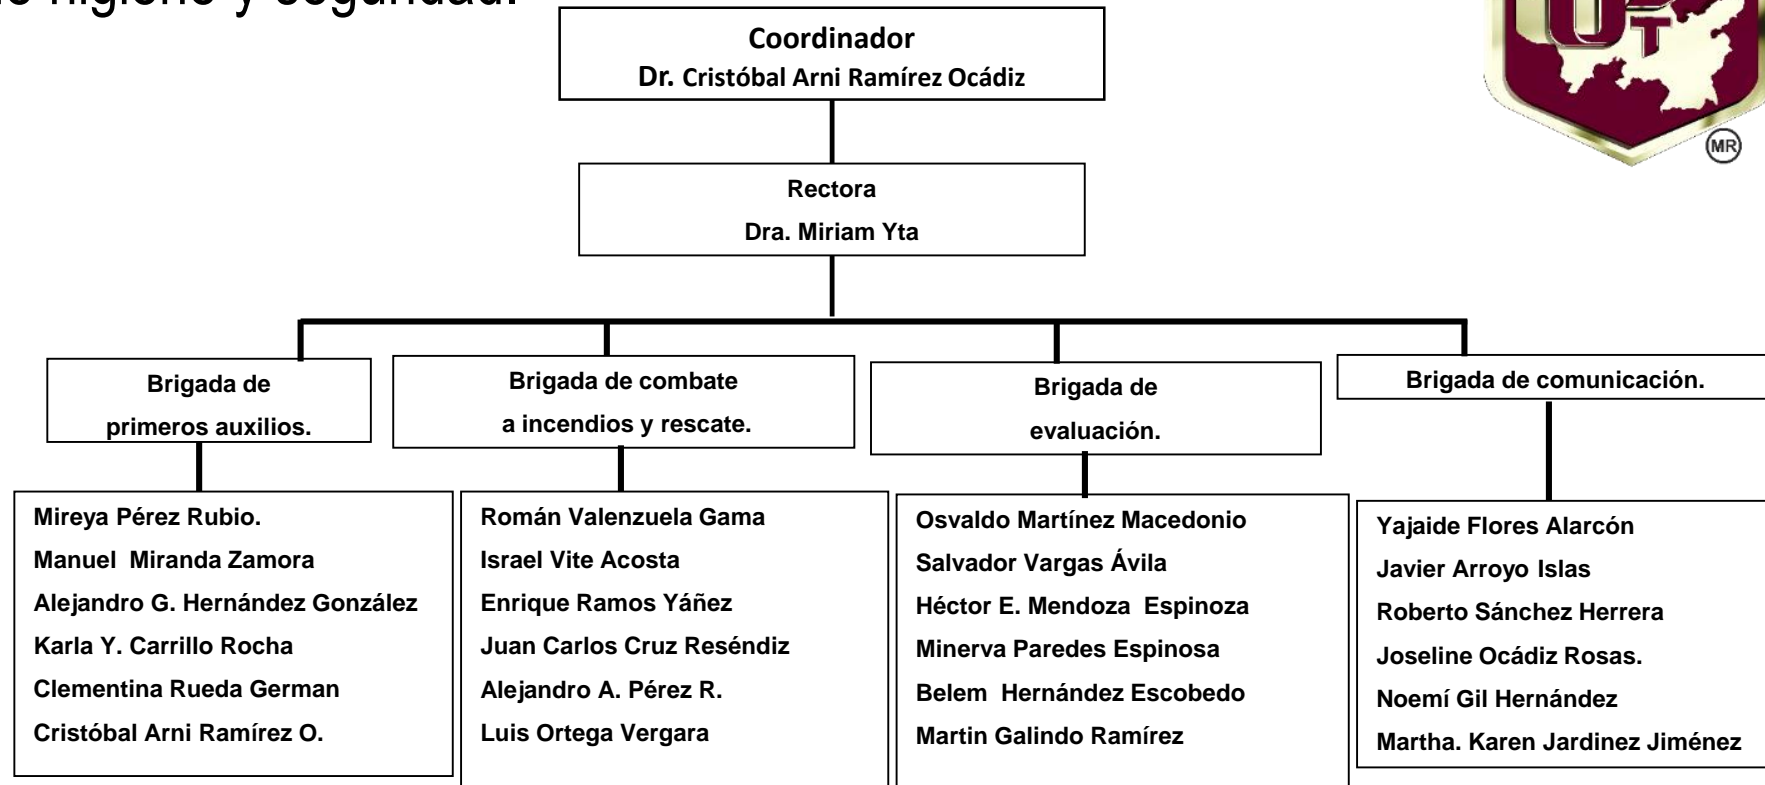 higiene y seguridad.
Coordinador
Dr. Cristóbal Arni Ramírez Ocádiz
MR
Rectora
Dra. Miriam Yta
Brigada de
primeros auxilios.
Brigada de combate
a incendios y rescate.
Brigada de
evaluación.
Brigada de comunicación.
Mireya Pérez Rubio.
Manuel Miranda Zamora
Alejandro G. Hernández González
Karla Y. Carrillo Rocha
Clementina Rueda German
Cristóbal Arni Ramírez O.
Román Valenzuela Gama
Israel Vite Acosta
Enrique Ramos Yáñez
Juan Carlos Cruz Reséndiz
Alejandro A. Pérez R.
Luis Ortega Vergara
Osvaldo Martínez Macedonio
Salvador Vargas Ávila
Héctor E. Mendoza Espinoza
Minerva Paredes Espinosa
Belem Hernández Escobedo
Martin Galindo Ramírez
Yajaide Flores Alarcón
Javier Arroyo Islas
Roberto Sánchez Herrera
Joseline Ocádiz Rosas.
Noemí Gil Hernández
Martha. Karen Jardinez Jiménez